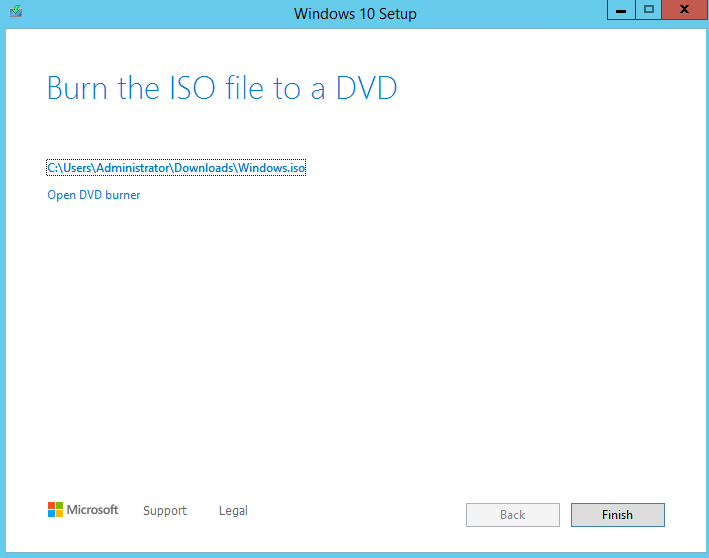 Windows 10 Setup
Burn the ISO file to a DVD
C:\Users\Administrator\Downloads\Windows.iso
Open DVD burner
Microsoft Support Legal Back Finish